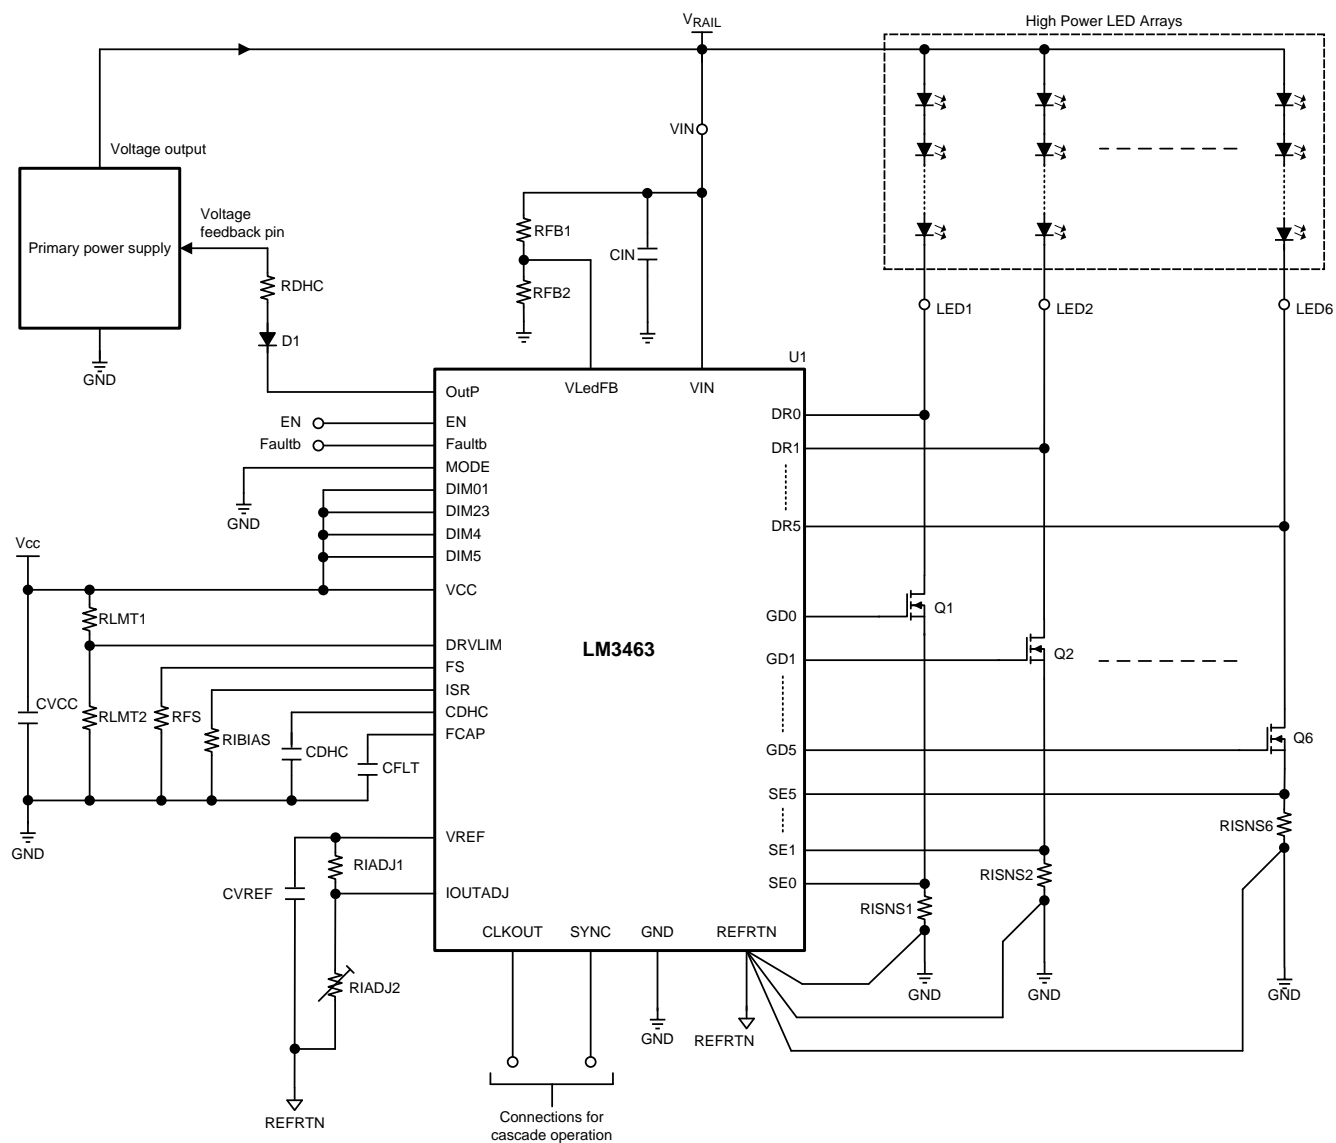 VRAIL
High Power LED Arrays
VIN
Voltage output
Voltage
feedback pin
Primary power supply
RFB1
CIN
RDHC
RFB2
LED1
LED2
LED6
D1
GND
U1
OutP
VLedFB
VIN
DR0
EN
EN
Faultb
Faultb
DR1
MODE
DIM01
GND
DIM23
DR5
DIM4
Vcc
DIM5
VCC
Q1
RLMT1
GD0
DRVLIM
LM3463
GD1
Q2
FS
ISR
CVCC
RLMT2
RFS
CDHC
RIBIAS
FCAP
CDHC
GD5
Q6
CFLT
SE5
RISNS6
GND
VREF
SE1
RIADJ1
RISNS2
CVREF
IOUTADJ
SE0
RISNS1
CLKOUT
SYNC
GND
REFRTN
RIADJ2
GND
GND
GND
GND
REFRTN
REFRTN
Connections for
cascade operation